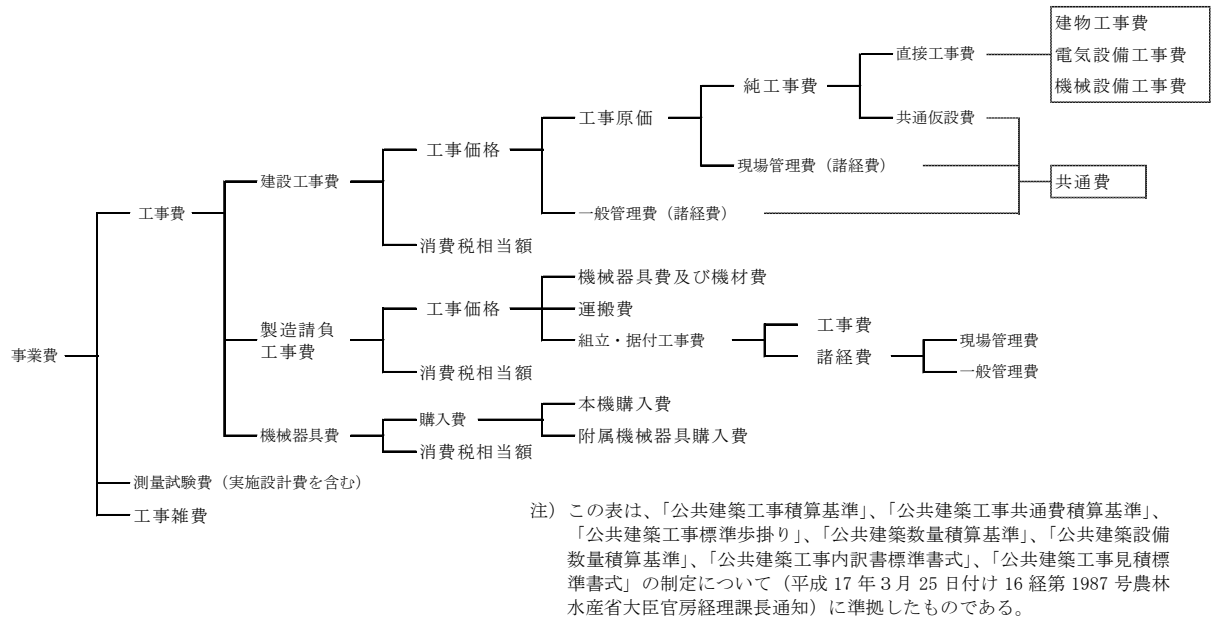 建物工事費
直接工事費
電気設備工事費
機械設備工事費
純工事費
工事原価
共通仮設費
工事価格
現場管理費（諸経費）
共通費
建設工事費
工事費
一般管理費（諸経費）
消費税相当額
機械器具費及び機材費
工事価格
運搬費
製造請負
工事費
組立・据付工事費
工事費
諸経費
現場管理費
一般管理費
事業費
消費税相当額
本機購入費
購入費
附属機械器具購入費
機械器具費
消費税相当額
測量試験費（実施設計費を含む）
工事雑費
注）この表は、「公共建築工事積算基準」、「公共建築工事共通費積算基準」、
「公共建築工事標準歩掛り」、「公共建築数量積算基準」、「公共建築設備
数量積算基準」、「公共建築工事内訳書標準書式」、「公共建築工事見積標
準書式」の制定について（平成 17 年３月 25 日付け 16 経第 1987 号農林
水産省大臣官房経理課長通知）に準拠したものである。